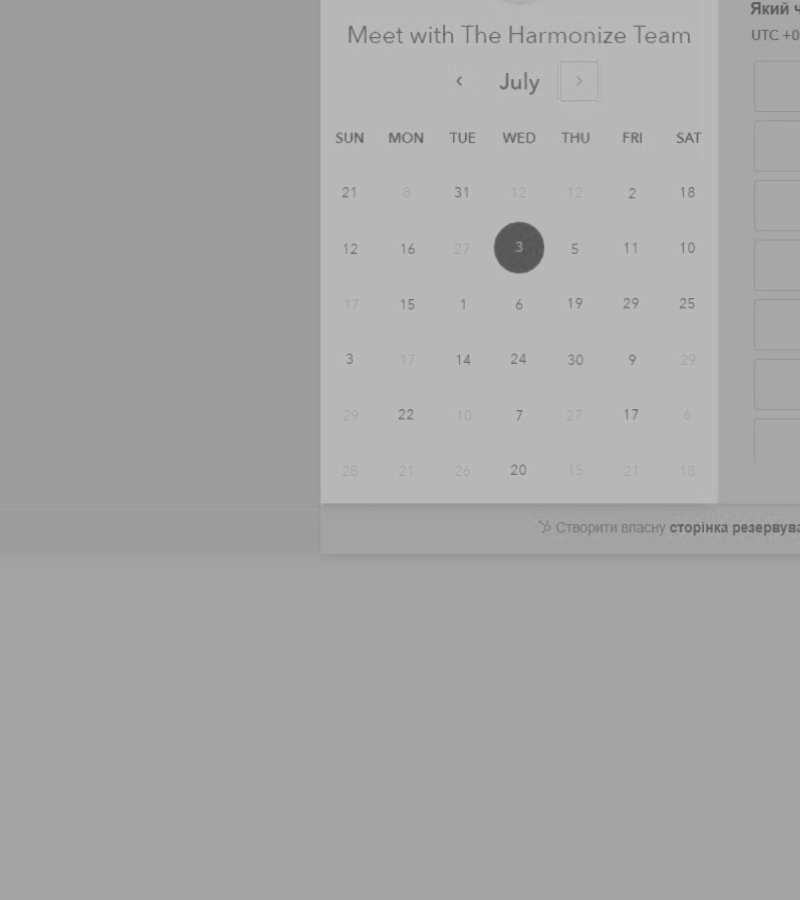 Який
UTC +0
Meet with The Harmonize Team
July
SUN MON TUE WED THU FRI SAT
21 8 31 12 12 2 18
12 16 27 3 5 11 10
17 15 1 6 19 29 25
3 17 14 24 30 9 29
29 22 10 7 27 17 6
28 21 26 20 15 21 18
Створити власну сторінка